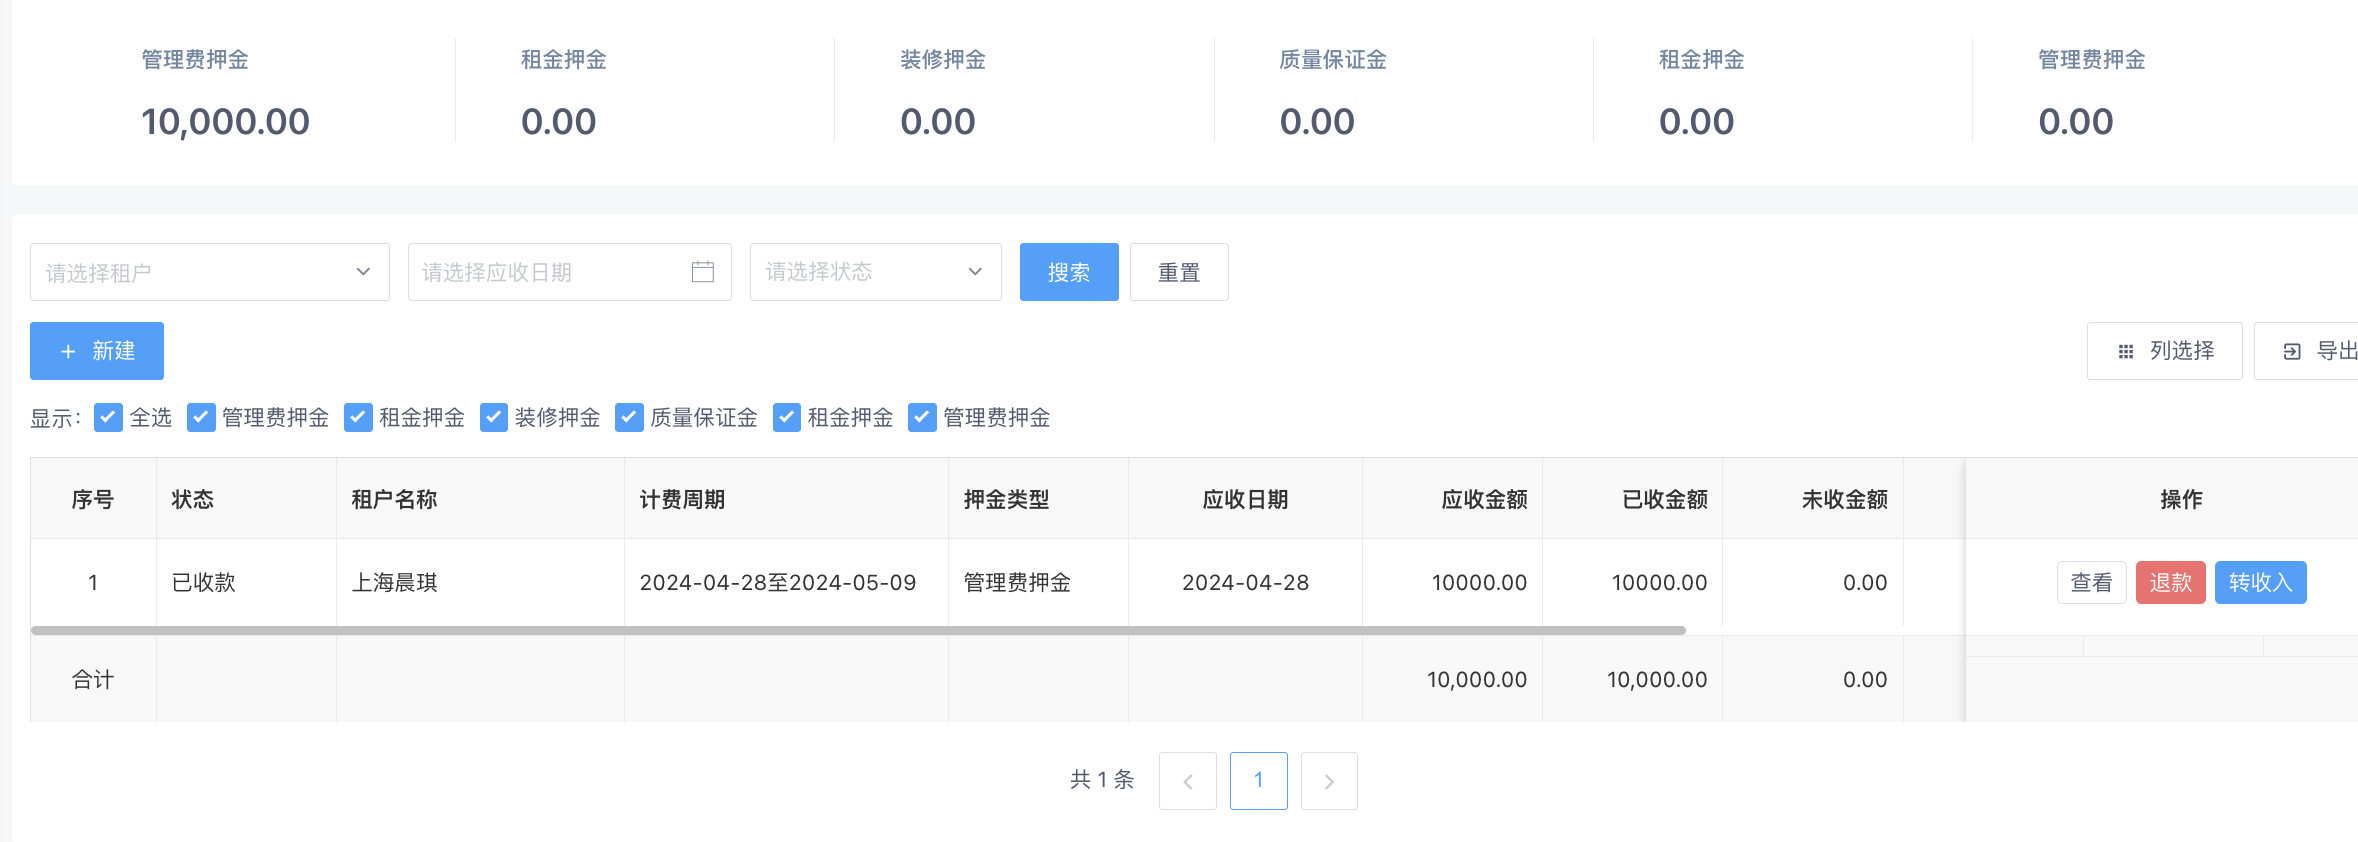 管理费押金 租金押金 装修押金 质量保证金 租金押金 管理费押金
10,000.00 0.00 0.00 0.00 0.00 0.00
请选择租户 请选择应收日期 请选择状态 搜索 重置
+ 新建 列选择 导出
显示: 全选 管理费押金 租金押金 装修押金 质量保证金 租金押金 管理费押金
序号 状态 租户名称 计费周期 押金类型 应收日期 应收金额 已收金额 未收金额 操作
1 已收款 上海晨琪 2024-04-28至2024-05-09 管理费押金 2024-04-28 10000.00 10000.00 0.00 查看 退款 转收入
合计 10,000.00 10,000.00 0.00
共 1 条 1